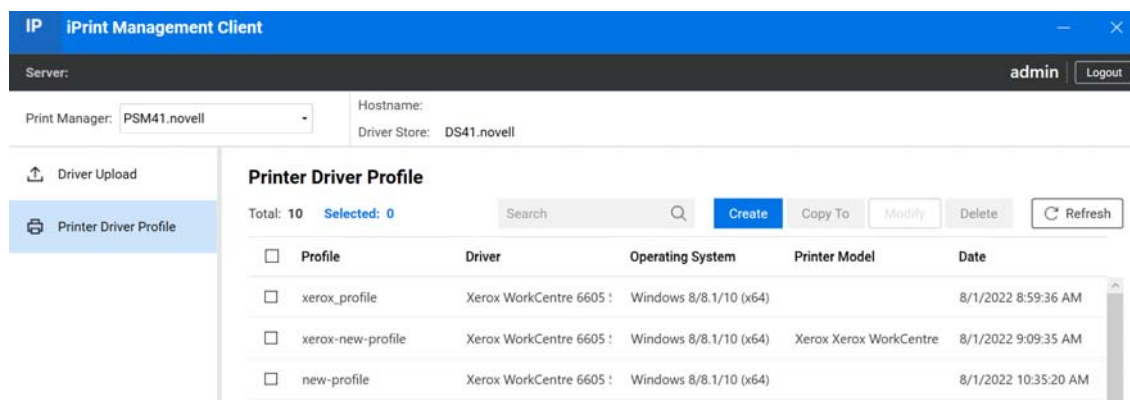 IP iPrint Management Client
Server: admin Logout
Print Manager: PSM41.novell
Hostname:
Driver Store: DS41.novell
Driver Upload
Printer Driver Profile
Printer Driver Profile
Total: 10 Selected: 0 Search Create Copy To Modify Delete Refresh
Profile Driver Operating System Printer Model Date
xerox_profile Xerox WorkCentre 6605 Windows 8/8.1/10 (x64) 8/1/2022 8:59:36 AM
xerox-new-profile Xerox WorkCentre 6605 Windows 8/8.1/10 (x64) Xerox Xerox WorkCentre 8/1/2022 9:09:35 AM
new-profile Xerox WorkCentre 6605 Windows 8/8.1/10 (x64) 8/1/2022 10:35:20 AM